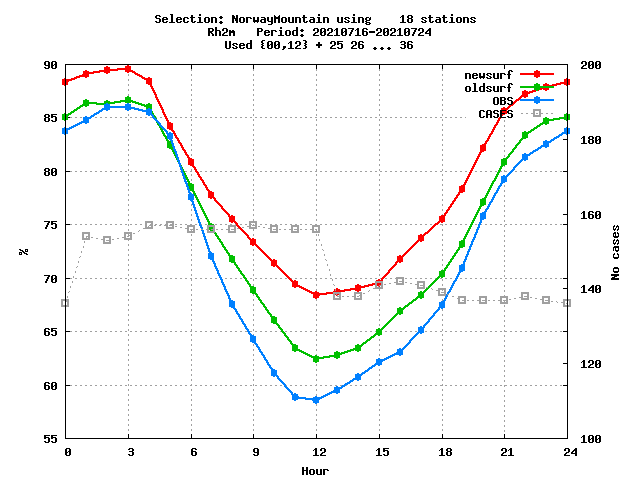 Selection: NorwayMountain using    18 stations
Rh2m   Period: 20210716-20210724
Used {00,12} + 25 26 ... 36
90 200
newsurf
oldsurf
OBS
CASES
85
180
80
75
160
%
No cases
70
140
65
120
60
55 100
0 3 6 9 12 15 18 21 24
Hour